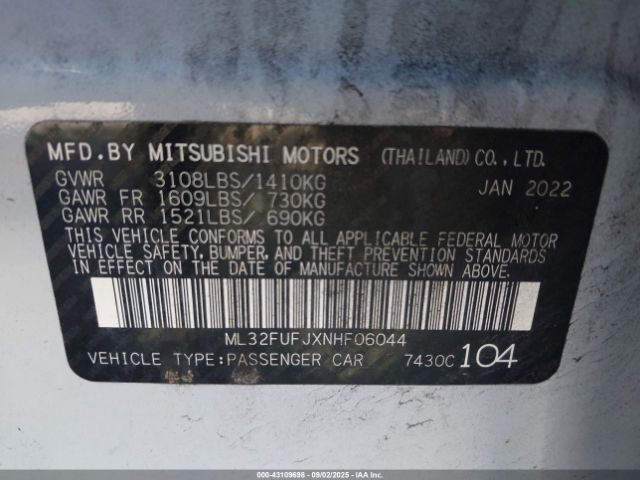 MFD.BY MITSUBISHI MOTORS (THAILAND)CO.,LTD.
GVWR 3108LBS/1410KG JAN 2022
GAWR FR 1609LBS/ 730KG
GAWR RR 1521LBS/ 690KG
THIS VEHICLE CONFORMS TO ALL APPLICABLE FEDERAL MOTOR
VEHICLE SAFETY, BUMPER, AND THEFT PREVENTION STANDARDS
IN EFFECT ON THE DATE OF MANUFACTURE SHOWN ABOVE.
ML32FUFJXNHF06044
VEHICLE TYPE:PASSENGER CAR 7430C 104
000-43109698 - 09/02/2025 - IAA Inc.